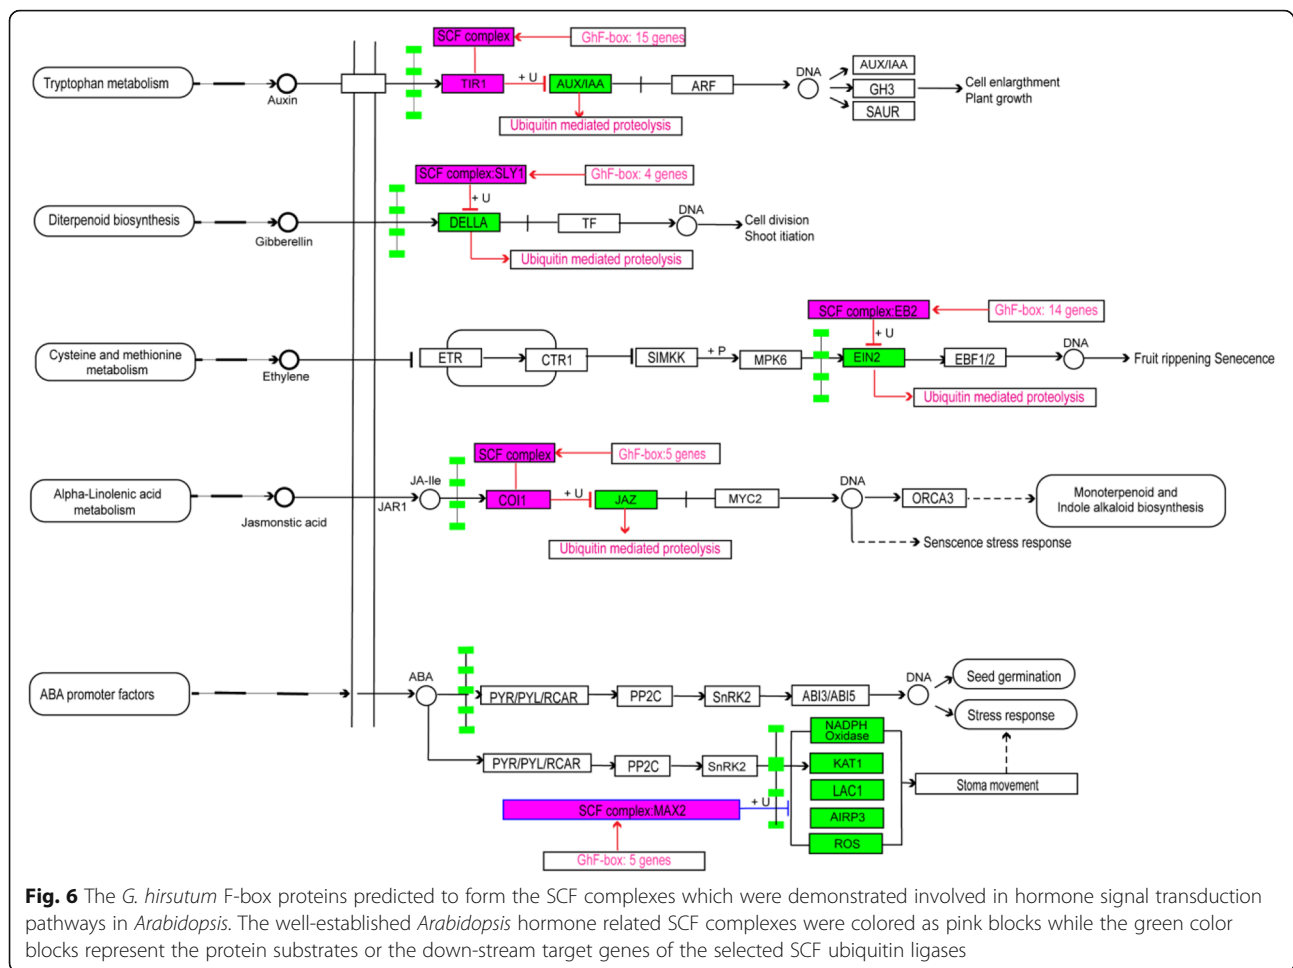 SCF complex
GhF-box: 15 genes
Tryptophan metabolism
Auxin
TIR1
+ U
AUX/IAA
ARF
DNA
AUX/IAA
GH3
SAUR
Cell enlargthment
Plant growth
Ubiquitin mediated proteolysis
SCF complex:SLY1
GhF-box: 4 genes
+ U
Diterpenoid biosynthesis
Gibberellin
DELLA
TF
DNA
Cell division
Shoot itiation
Ubiquitin mediated proteolysis
SCF complex:EB2
GhF-box: 14 genes
+ U
Cysteine and methionine
metabolism
Ethylene
ETR
CTR1
SIMKK
+ P
MPK6
EIN2
EBF1/2
DNA
Fruit rippening Senecence
Ubiquitin mediated proteolysis
SCF complex
GhF-box:5 genes
Alpha-Linolenic acid
metabolism
Jasmonstic acid
JAR1
JA-Ile
COI1
+ U
JAZ
MYC2
DNA
ORCA3
Monoterpenoid and
Indole alkaloid biosynthesis
Senscence stress response
Ubiquitin mediated proteolysis
ABA promoter factors
ABA
PYR/PYL/RCAR
PP2C
SnRK2
ABI3/ABI5
DNA
Seed germination
Stress response
PYR/PYL/RCAR
PP2C
SnRK2
NADPH
Oxidase
KAT1
LAC1
AIRP3
ROS
Stoma movement
SCF complex:MAX2
+ U
GhF-box: 5 genes
Fig. 6 The G. hirsutum F-box proteins predicted to form the SCF complexes which were demonstrated involved in hormone signal transduction
pathways in Arabidopsis. The well-established Arabidopsis hormone related SCF complexes were colored as pink blocks while the green color
blocks represent the protein substrates or the down-stream target genes of the selected SCF ubiquitin ligases